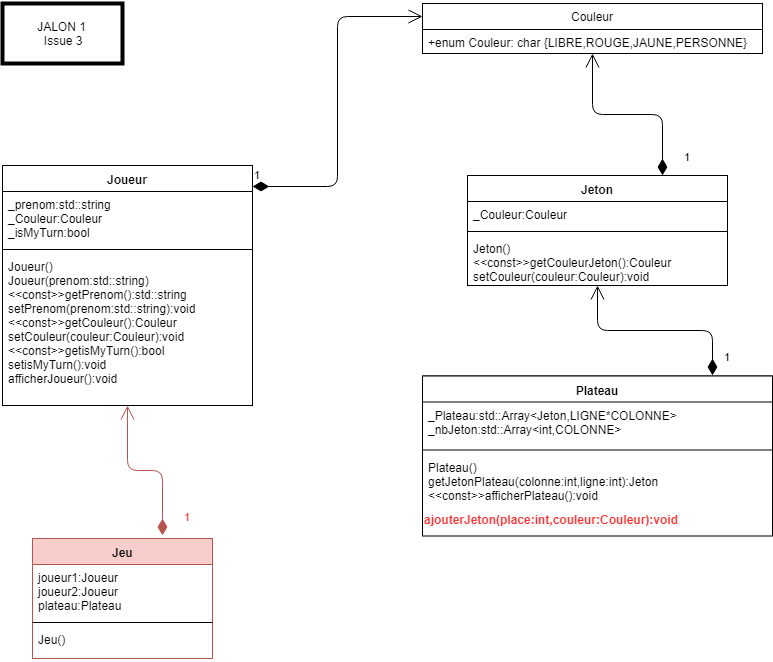 JALON 1
Issue 3
Couleur
+enum Couleur: char {LIBRE,ROUGE,JAUNE,PERSONNE}
1
Joueur
_prenom:std::string
_Couleur:Couleur
_isMyTurn:bool
Joueur()
Joueur(prenom:std::string)
<<const>>getPrenom():std::string
setPrenom(prenom:std::string):void
<<const>>getCouleur():Couleur
setCouleur(couleur:Couleur):void
<<const>>getisMyTurn():bool
setisMyTurn():void
afficherJoueur():void
1
Jeton
_Couleur:Couleur
Jeton()
<<const>>getCouleurJeton():Couleur
setCouleur(couleur:Couleur):void
1
Plateau
_Plateau:std::Array<Jeton,LIGNE*COLONNE>
_nbJeton:std::Array<int,COLONNE>
Plateau()
getJetonPlateau(colonne:int,ligne:int):Jeton
<<const>>afficherPlateau():void
ajouterJeton(place:int,couleur:Couleur):void
1
Jeu
joueur1:Joueur
joueur2:Joueur
plateau:Plateau
Jeu()